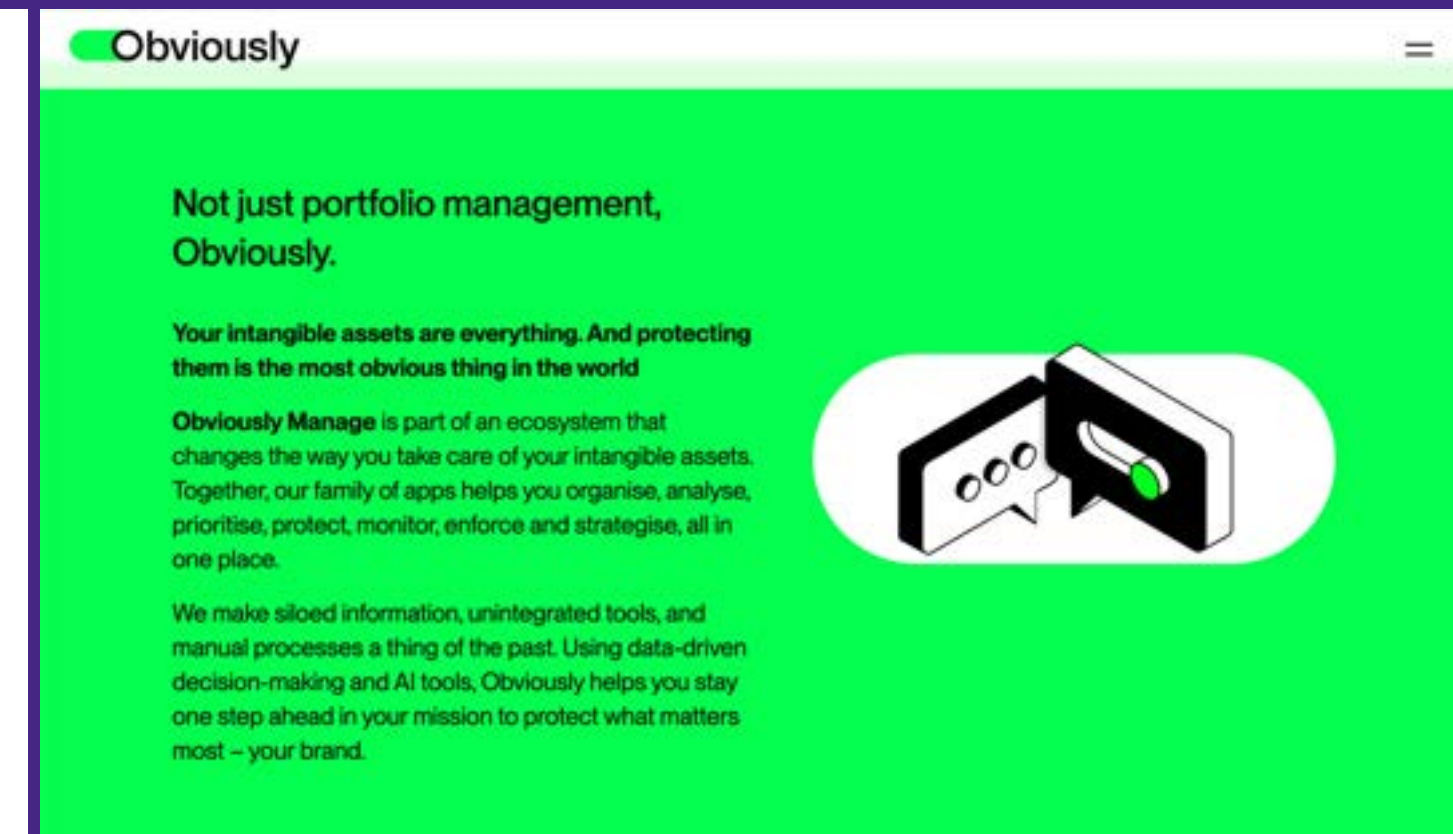 Obviously
Not just portfolio management,
Obviously.
Your intangible assets are everything. And protecting
them is the most obvious thing in the world
Obviously Manage is part of an ecosystem that
changes the way you take care of your intangible assets.
Together, our family of apps helps you organise, analyse,
prioritise, protect, monitor, enforce and strategise, all in
one place.
We make siloed information, unintegrated tools, and
manual processes a thing of the past. Using data-driven
decision-making and AI tools, Obviously helps you stay
one step ahead in your mission to protect what matters
most – your brand.